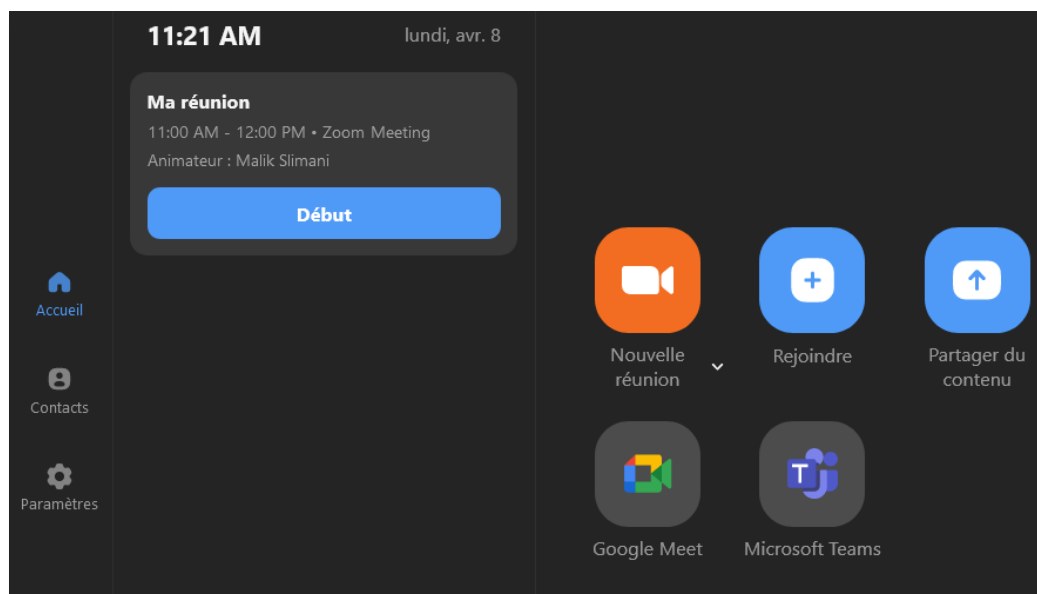 11:21 AM
lundi, avr. 8
Ma réunion
11:00 AM - 12:00 PM • Zoom Meeting
Animateur : Malik Slimani
Début
Accueil
Contacts
Paramètres
Nouvelle
réunion
Rejoindre
Partager du
contenu
Google Meet
T
Microsoft Teams